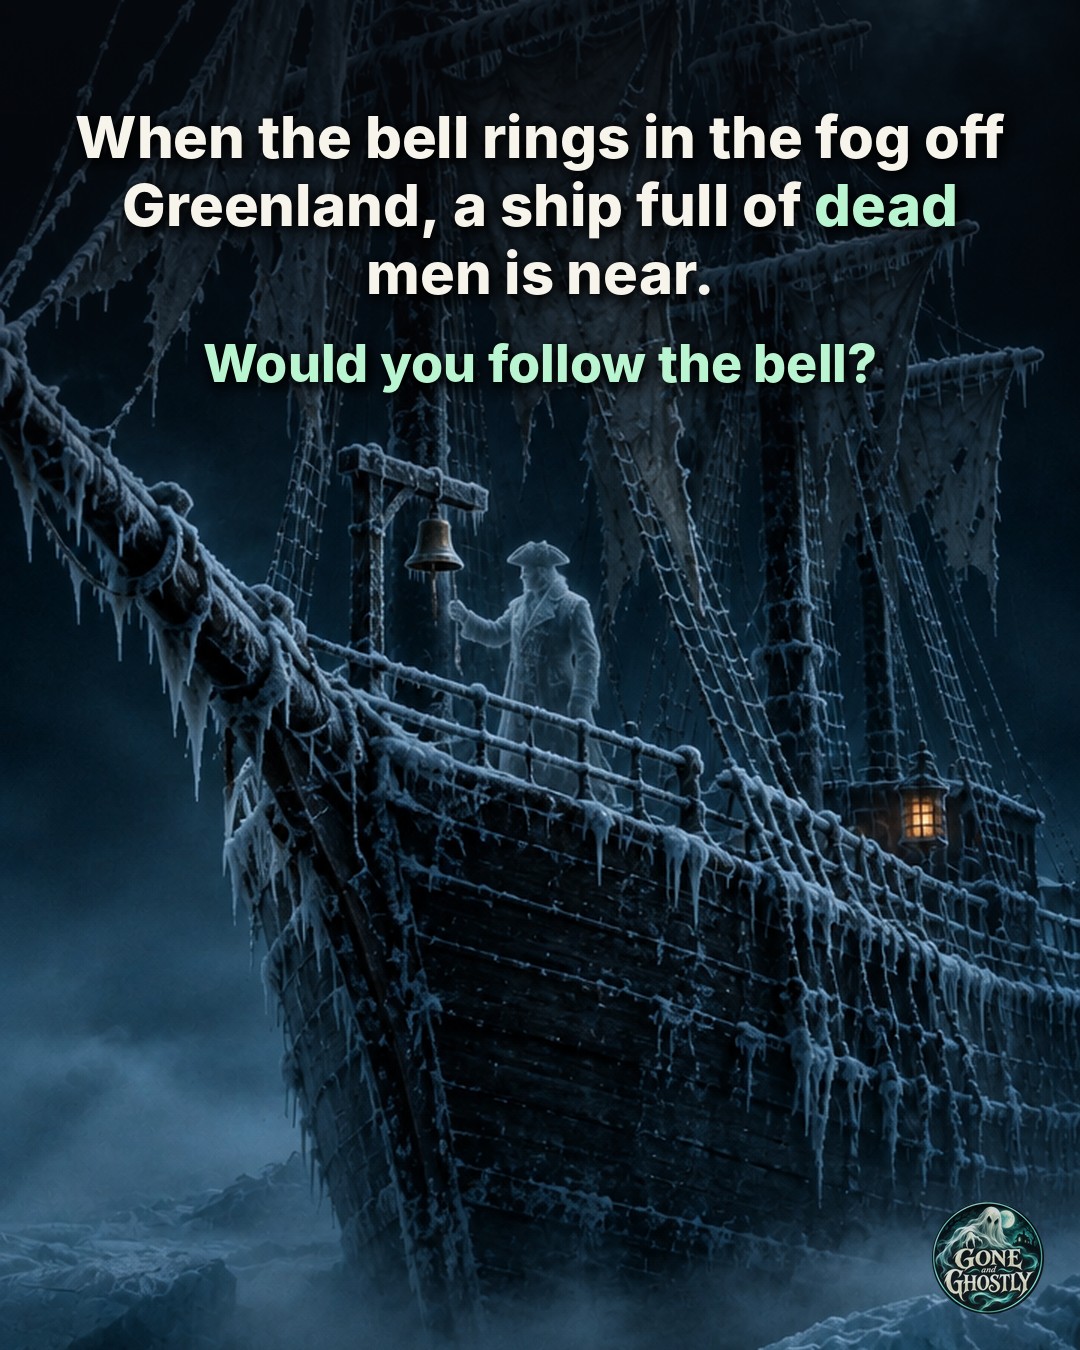 When the bell rings in the fog off
Greenland, a ship full of dead
men is near.
Would you follow the bell?
GONE
and
GHOSTLY